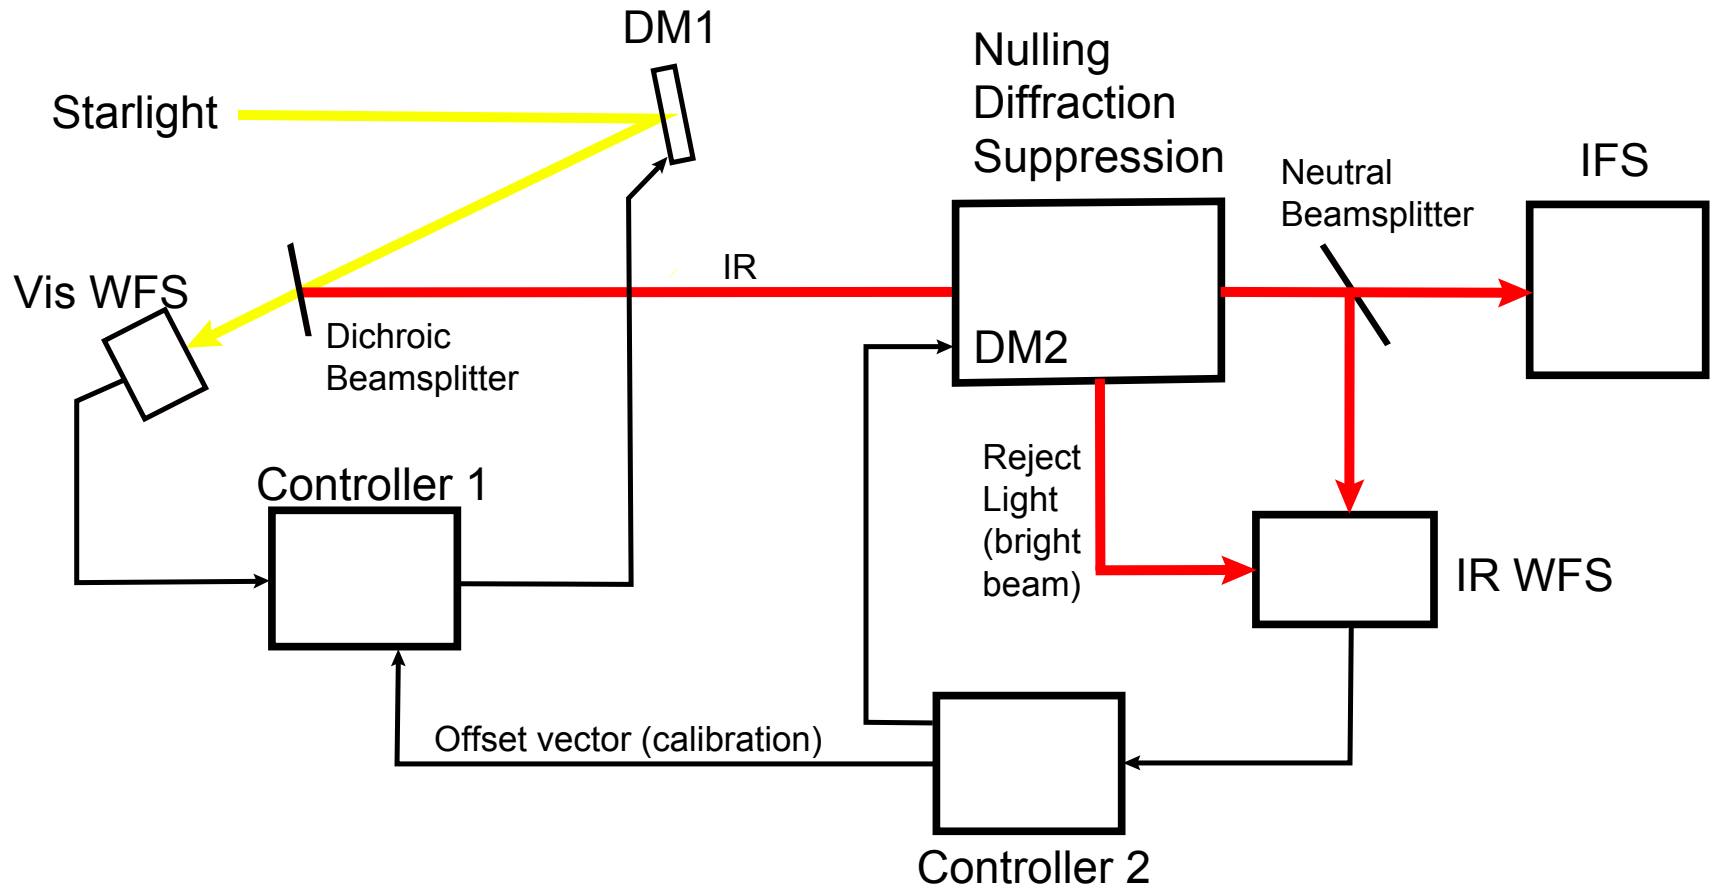 DM1
Starlight
Nulling
Diffraction
Suppression
Neutral
Beamsplitter
IFS
Vis WFS
IR
Dichroic
Beamsplitter
DM2
Reject
Light
(bright
beam)
Controller 1
IR WFS
Offset vector (calibration)
Controller 2